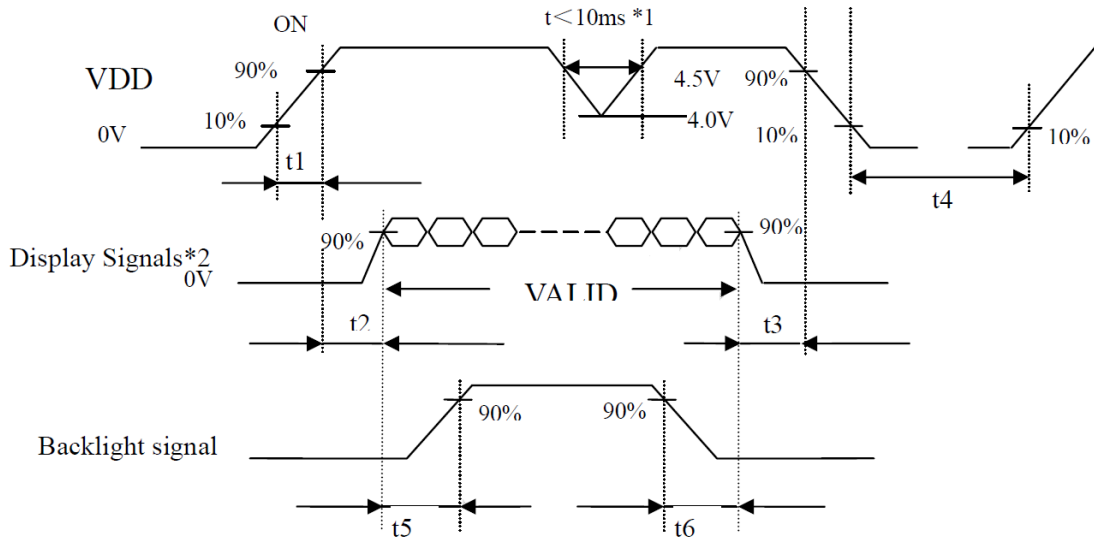 t＜10ms *1
ON
90%
4.5V
90%
VDD
10%
4.0V
10%
10%
0V
t1
t4
90%
90%
Display Signals*2
0V
VALID
t2
t3
90%
90%
Backlight signal
t5
t6